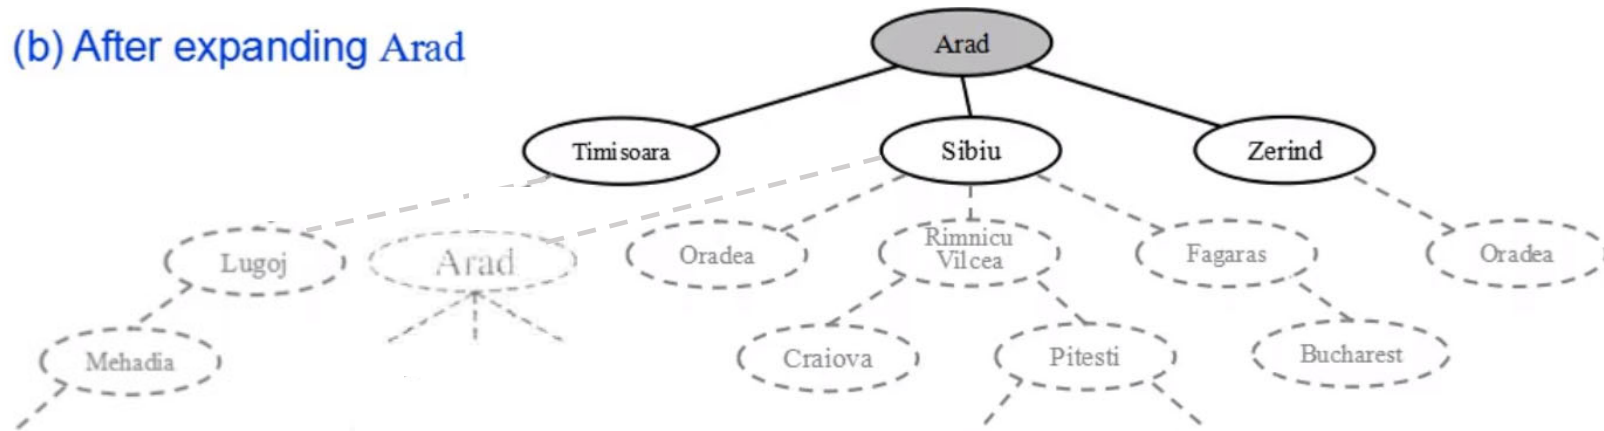 (b) After expanding Arad
Arad
Timisoara
Sibiu
Zerind
Lugoj
Arad
Oradea
Rimnicu
Vilcea
Fagaras
Oradea
Mehadia
Craiova
Pitesti
Bucharest